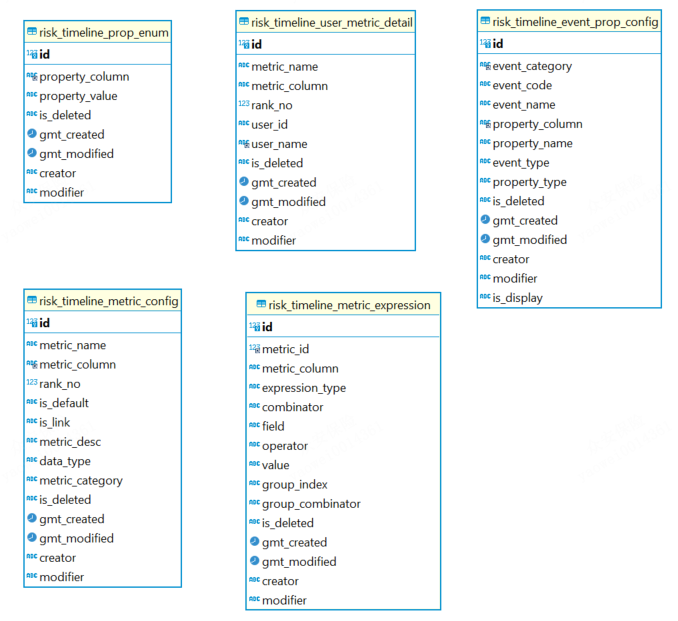 risk_timeline_prop_enum
id
property_column
property_value
is_deleted
gmt_created
gmt_modified
creator
modifier
risk_timeline_user_metric_detail
id
metric_name
metric_column
rank_no
user_id
user_name
is_deleted
gmt_created
gmt_modified
creator
modifier
risk_timeline_event_prop_config
id
event_category
event_code
event_name
property_column
property_name
event_type
property_type
is_deleted
gmt_created
gmt_modified
creator
modifier
is_display
risk_timeline_metric_config
id
metric_name
metric_column
rank_no
is_default
is_link
metric_desc
data_type
metric_category
is_deleted
gmt_created
gmt_modified
creator
modifier
risk_timeline_metric_expression
id
metric_id
metric_column
expression_type
combinator
field
operator
value
group_index
group_combinator
is_deleted
gmt_created
gmt_modified
creator
modifier